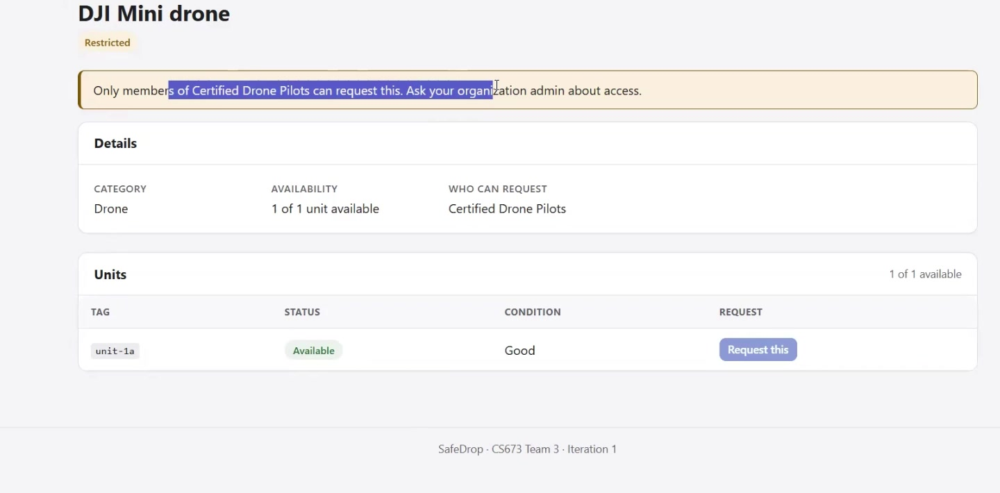 DJI Mini drone
Restricted
Only members of Certified Drone Pilots can request this. Ask your organization admin about access.
Details
CATEGORY AVAILABILITY WHO CAN REQUEST
Drone 1 of 1 unit available Certified Drone Pilots
Units 1 of 1 available
TAG STATUS CONDITION REQUEST
unit-1a Available Good Request this
SafeDrop · CS673 Team 3 · Iteration 1